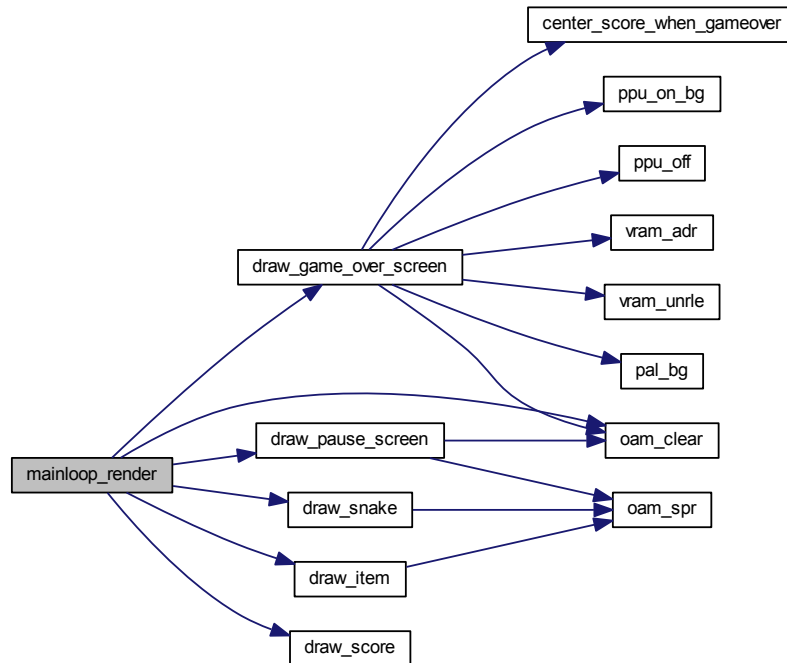 center_score_when_gameover
ppu_on_bg
ppu_off
vram_adr
draw_game_over_screen
vram_unrle
pal_bg
draw_pause_screen
oam_clear
mainloop_render
draw_snake
oam_spr
draw_item
draw_score